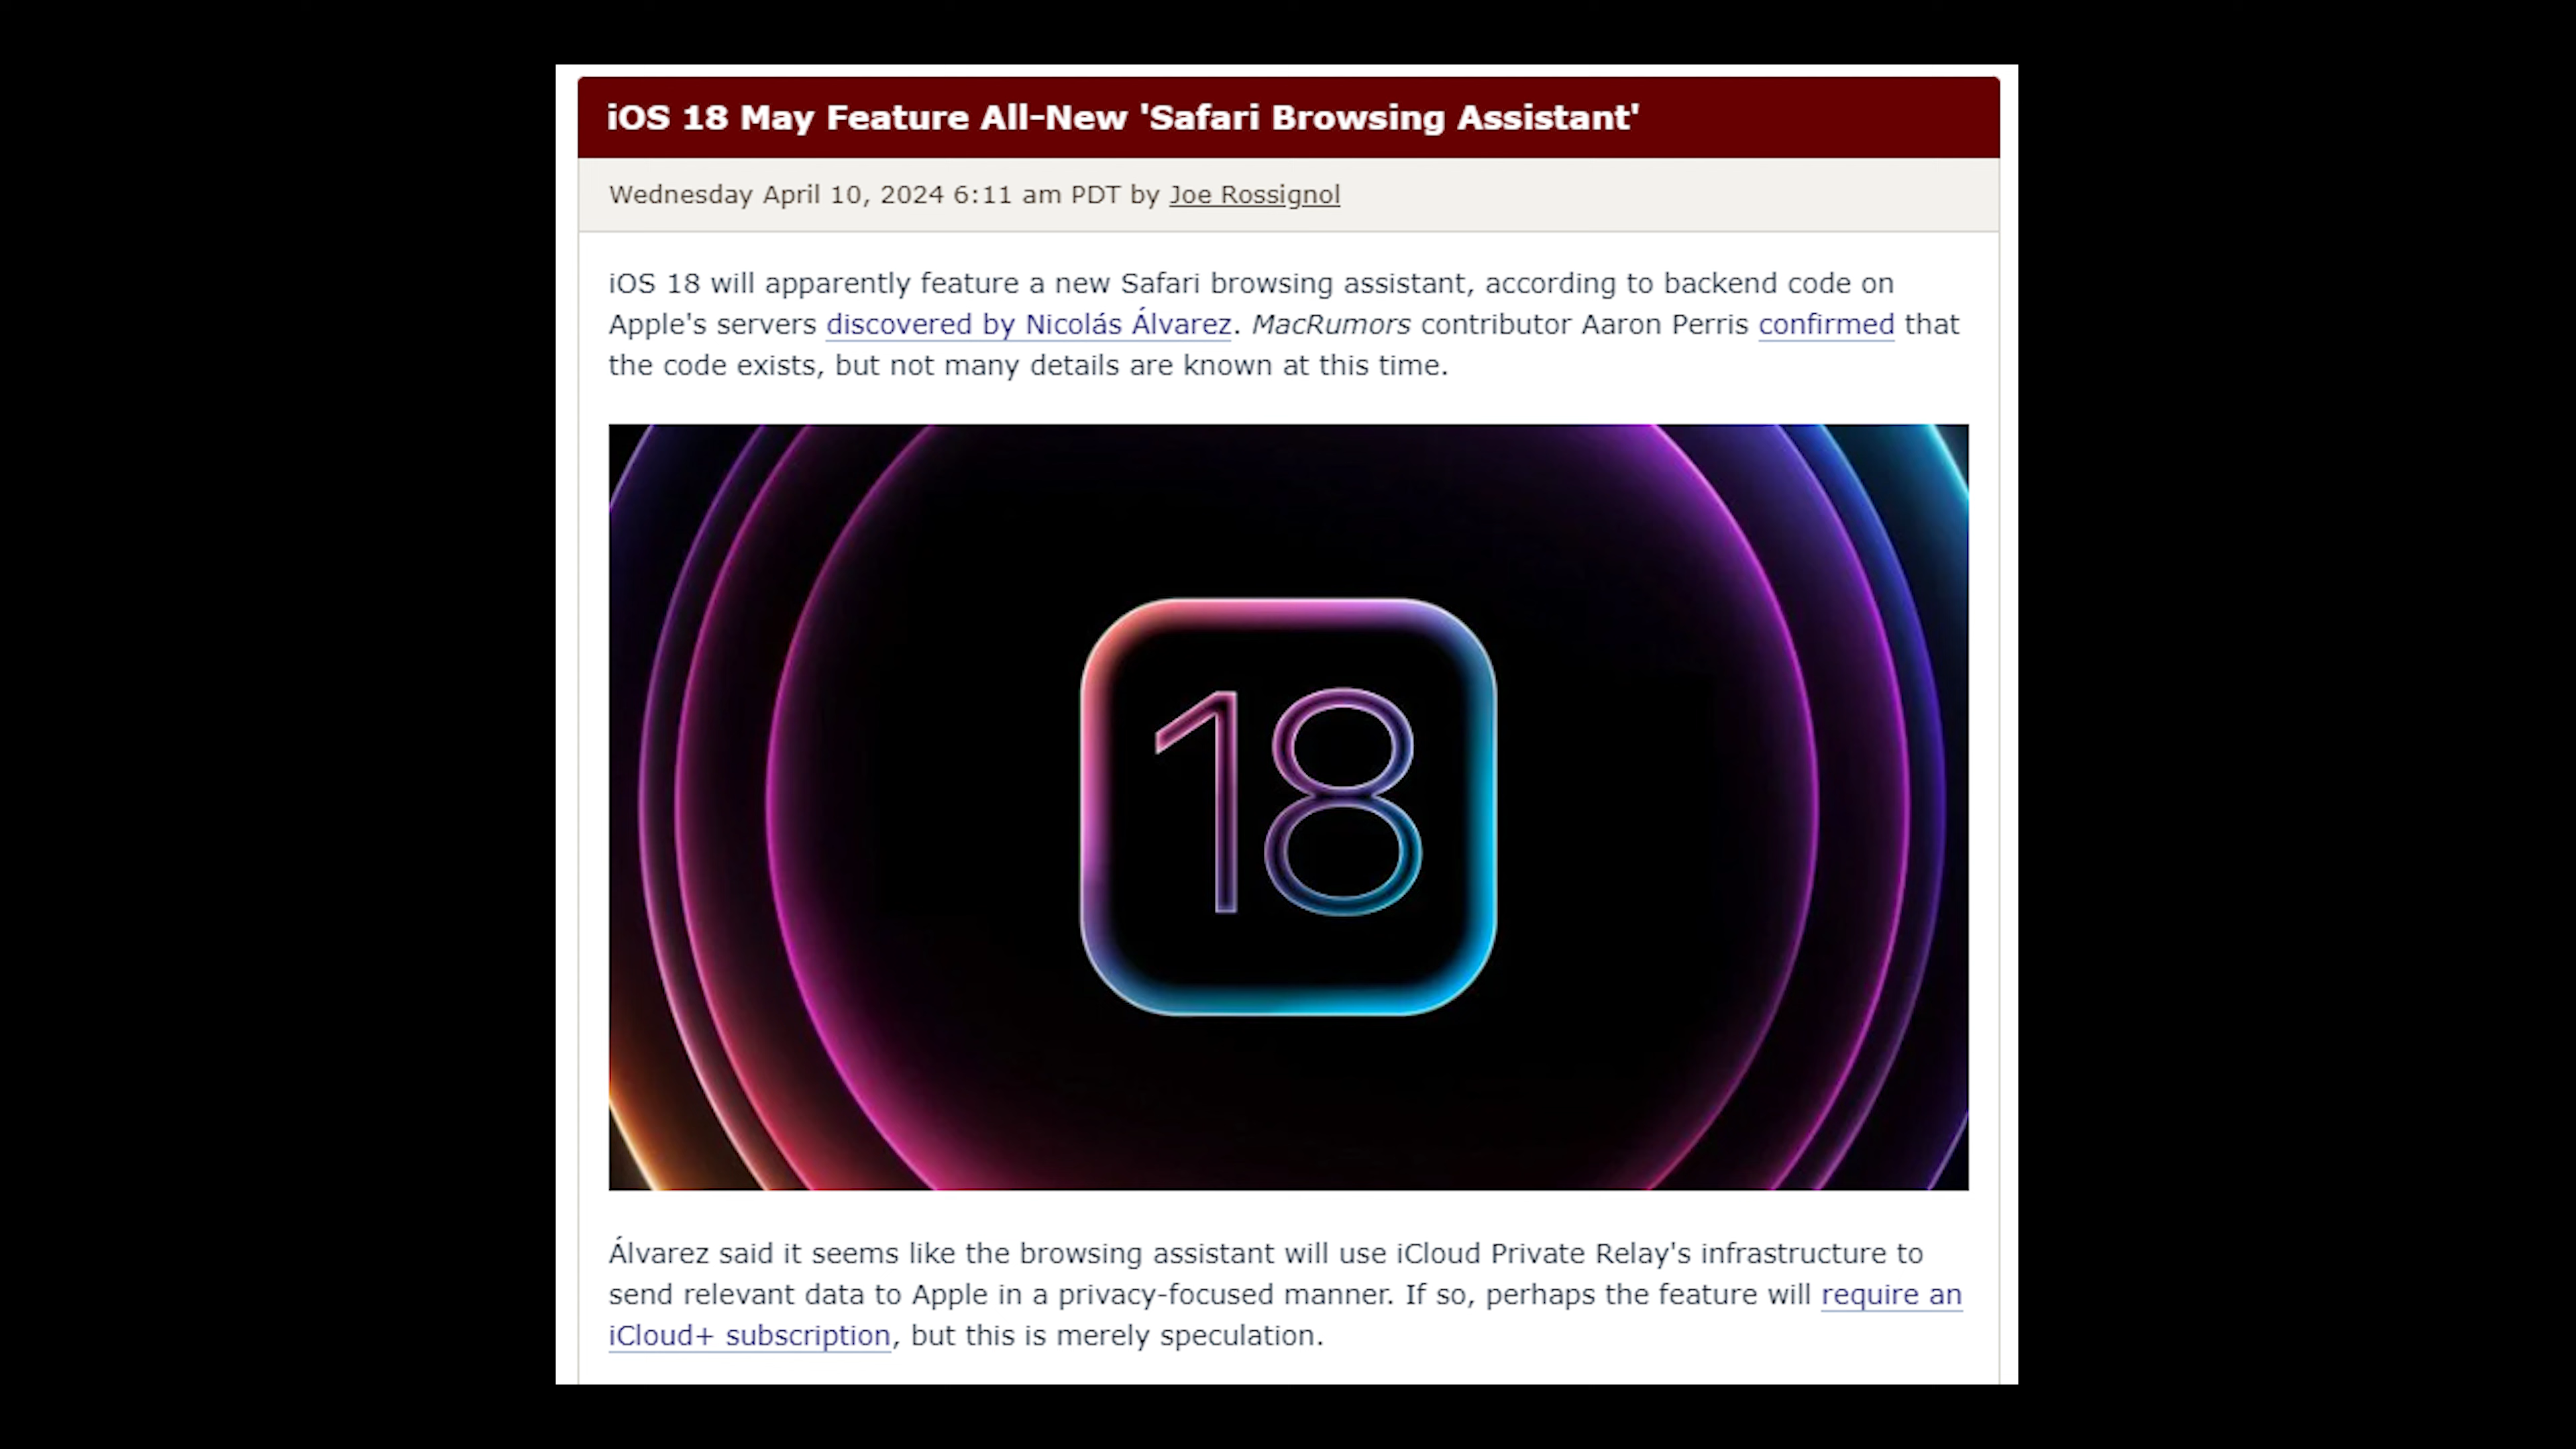 iOS 18 May Feature All-New 'Safari Browsing Assistant'
Wednesday April 10, 2024 6:11 am PDT by Joe Rossignol
iOS 18 will apparently feature a new Safari browsing assistant, according to backend code on
Apple's servers discovered by Nicolás Álvarez. MacRumors contributor Aaron Perris confirmed that
the code exists, but not many details are known at this time.
18
Álvarez said it seems like the browsing assistant will use iCloud Private Relay's infrastructure to
send relevant data to Apple in a privacy-focused manner. If so, perhaps the feature will require an
iCloud+ subscription, but this is merely speculation.